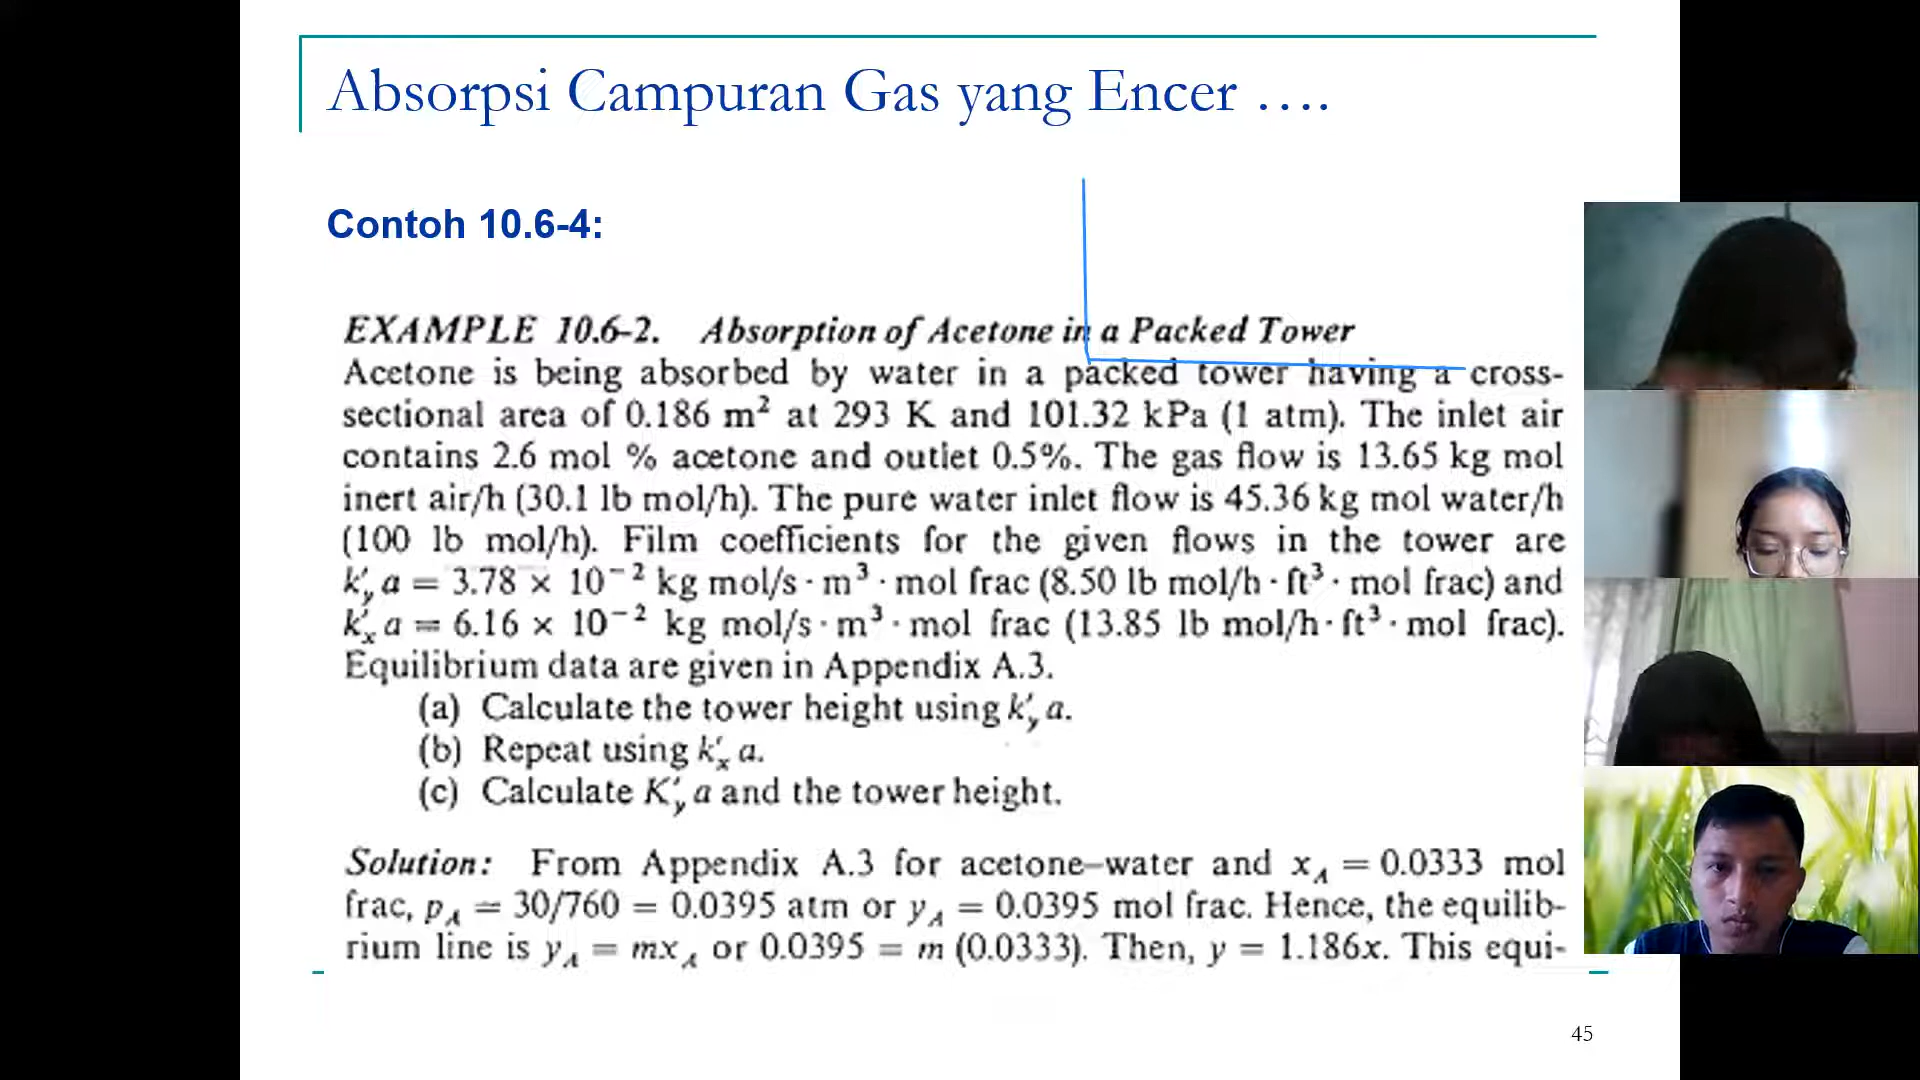 Absorpsi Campuran Gas yang Encer ….
Contoh 10.6-4:
EXAMPLE 10.6-2. Absorption of Acetone in a Packed Tower
Acetone is being absorbed by water in a packed tower having a cross-
sectional area of 0.186 m² at 293 K and 101.32 kPa (1 atm). The inlet air
contains 2.6 mol % acetone and outlet 0.5%. The gas flow is 13.65 kg mol
inert air/h (30.1 lb mol/h). The pure water inlet flow is 45.36 kg mol water/h
(100 lb mol/h). Film coefficients for the given flows in the tower are
k'_y a = 3.78 × 10⁻² kg mol/s · m³ · mol frac (8.50 lb mol/h · ft³ · mol frac) and
k'_x a = 6.16 × 10⁻² kg mol/s · m³ · mol frac (13.85 lb mol/h · ft³ · mol frac).
Equilibrium data are given in Appendix A.3.
(a) Calculate the tower height using k'_y a.
(b) Repeat using k'_x a.
(c) Calculate K'_y a and the tower height.
Solution: From Appendix A.3 for acetone–water and x_A = 0.0333 mol
frac, p_A = 30/760 = 0.0395 atm or y_A = 0.0395 mol frac. Hence, the equilib-
rium line is y_A = mx_A or 0.0395 = m (0.0333). Then, y = 1.186x. This equi-
45